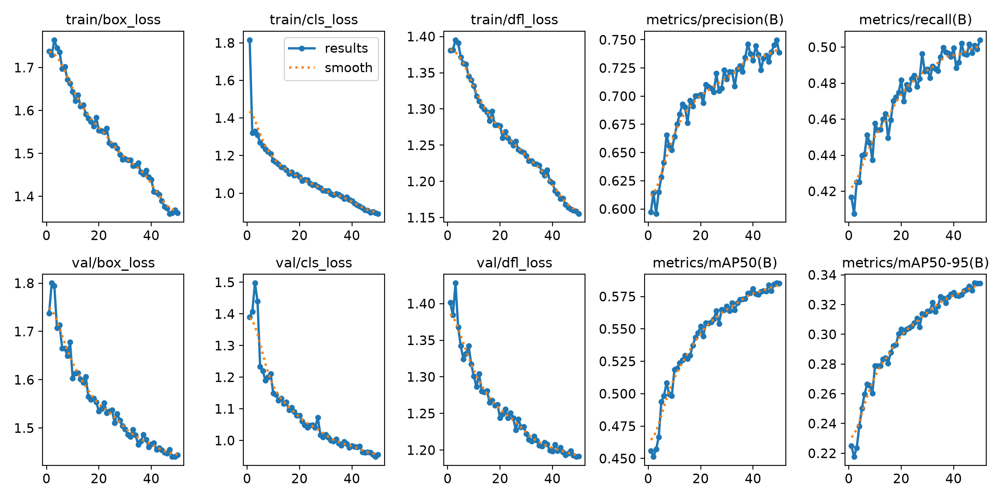 train/box_loss
1.7
1.6
1.5
1.4
0 20 40
train/cls_loss
results
smooth
1.8
1.6
1.4
1.2
1.0
0 20 40
train/dfl_loss
1.40
1.35
1.30
1.25
1.20
1.15
0 20 40
metrics/precision(B)
0.750
0.725
0.700
0.675
0.650
0.625
0.600
0 20 40
metrics/recall(B)
0.50
0.48
0.46
0.44
0.42
0 20 40
val/box_loss
1.8
1.7
1.6
1.5
0 20 40
val/cls_loss
1.5
1.4
1.3
1.2
1.1
1.0
0 20 40
val/dfl_loss
1.40
1.35
1.30
1.25
1.20
0 20 40
metrics/mAP50(B)
0.575
0.550
0.525
0.500
0.475
0.450
0 20 40
metrics/mAP50-95(B)
0.34
0.32
0.30
0.28
0.26
0.24
0.22
0 20 40